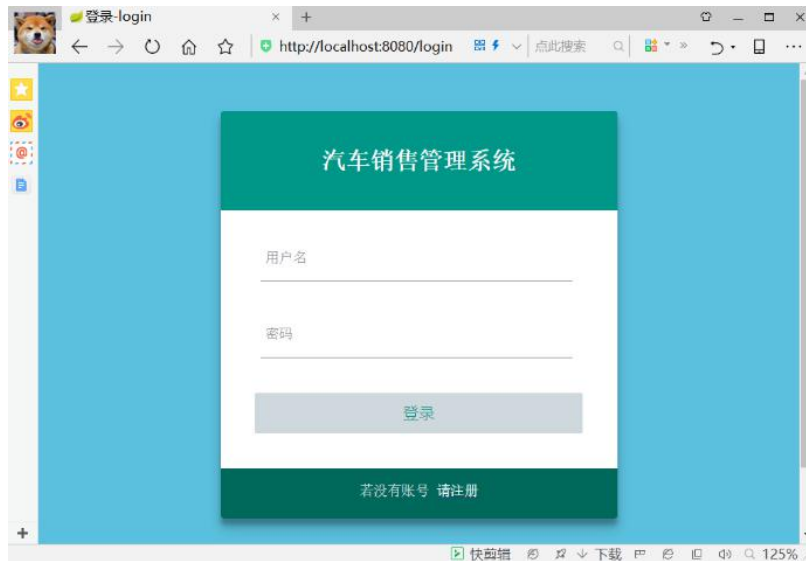 登录-login
http://localhost:8080/login
点此搜索
汽车销售管理系统
用户名
密码
登录
若没有账号 请注册
快剪辑
下载
125%